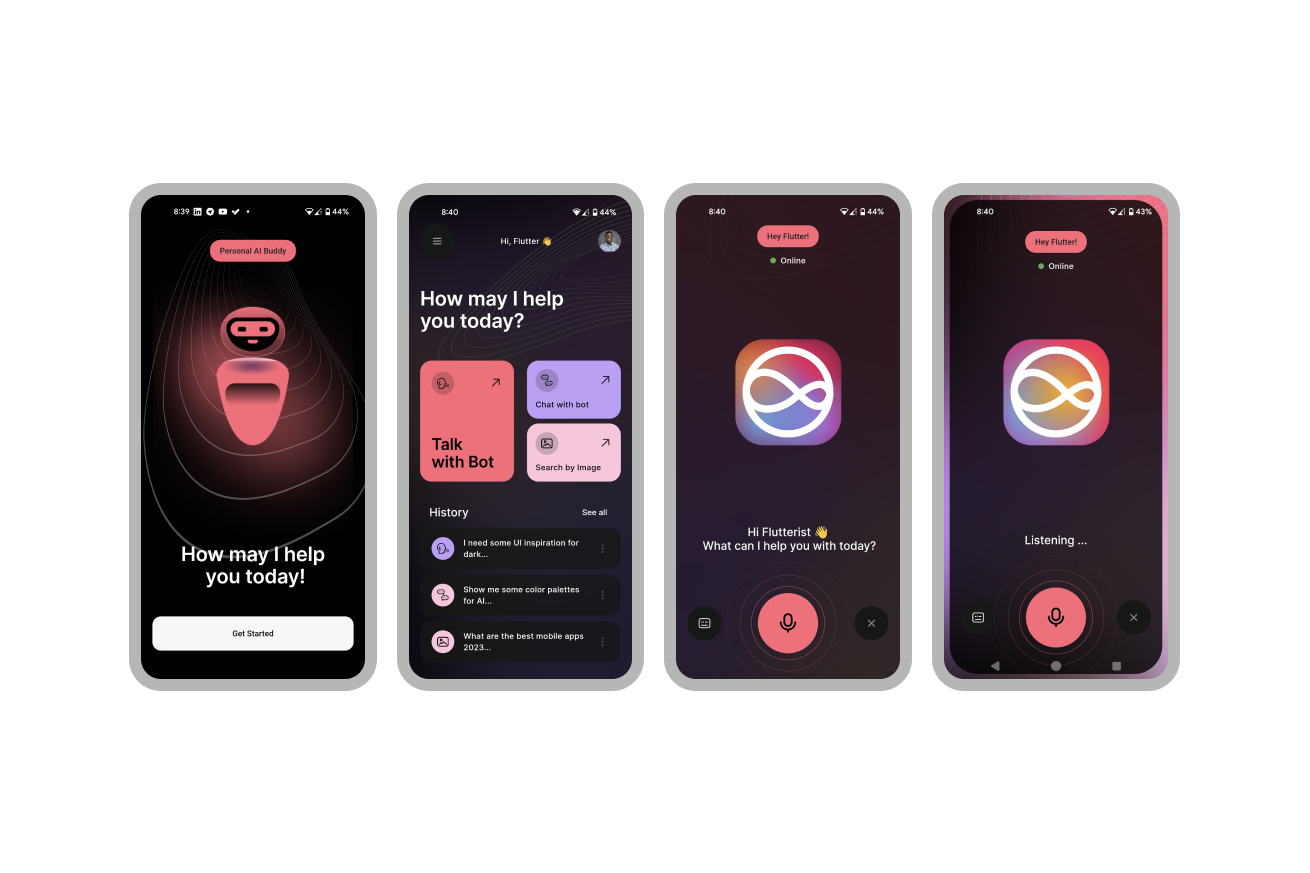 8:39
44%
Personal AI Buddy
How may I help
you today!
Get Started
8:40
44%
Hi, Flutter 👋
How may I help
you today?
Talk
with Bot
Chat with bot
Search by Image
History
See all
I need some UI inspiration for
dark...
Show me some color palettes
for AI...
What are the best mobile apps
2023...
8:40
44%
Hey Flutter!
Online
Hi Flutterist 👋
What can I help you with today?
8:40
43%
Hey Flutter!
Online
Listening ...